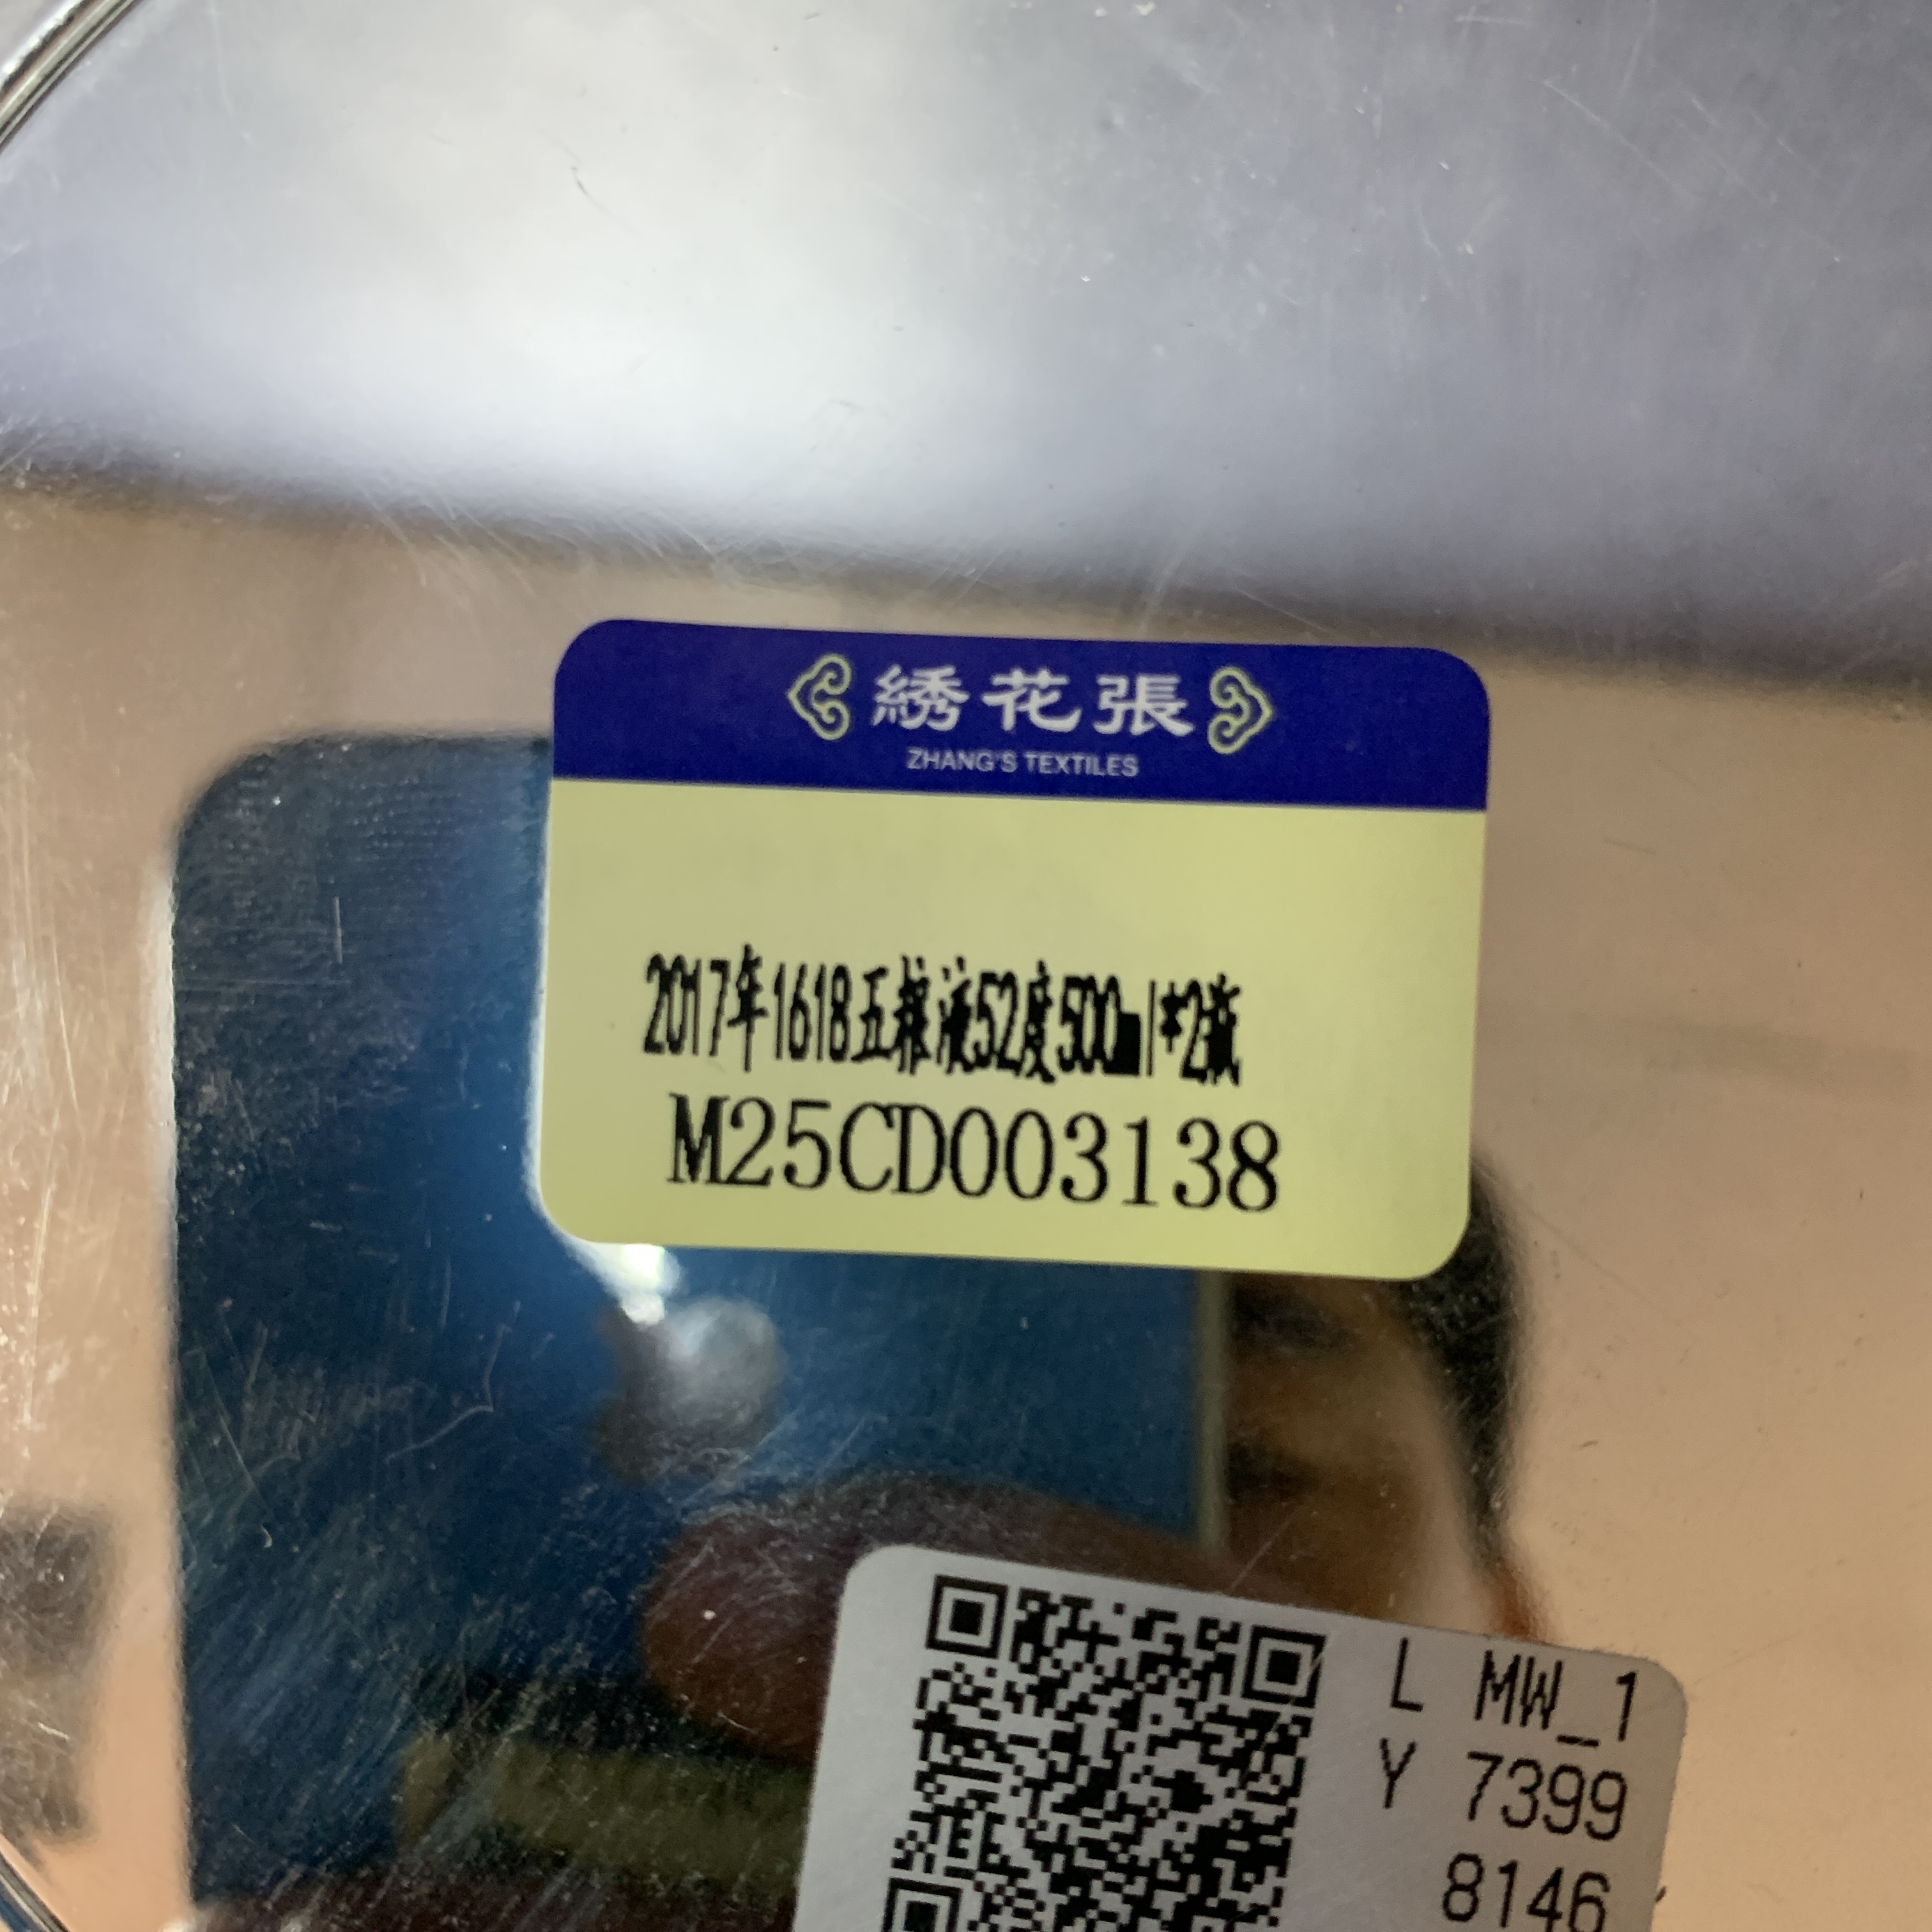 綉花張
ZHANG'S TEXTILES
2017年1618五粮液52度500ml*2瓶
M25CD003138
L MW_1
Y 7399
8146